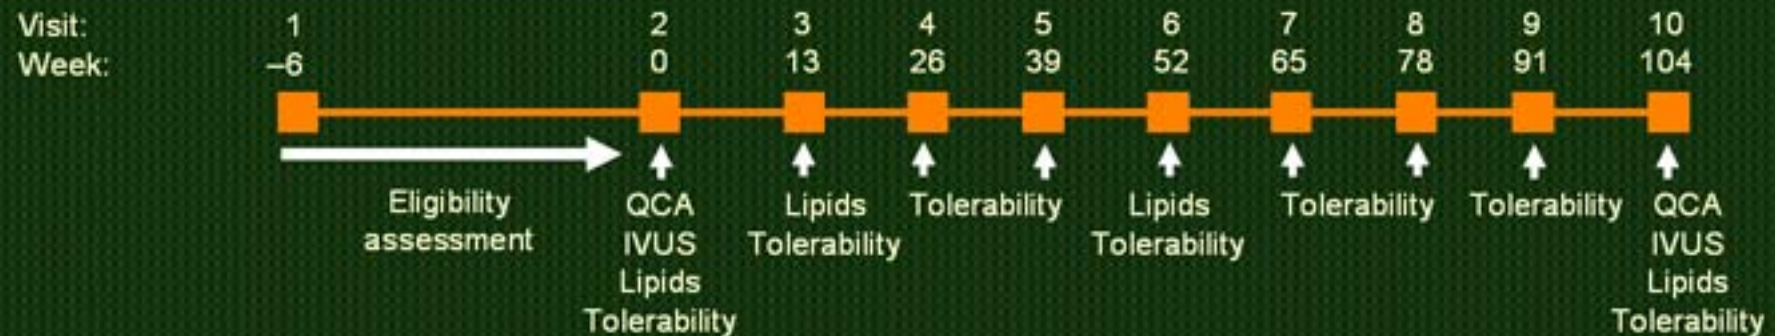 Visit: 1 2 3 4 5 6 7 8 9 10
Week: –6 0 13 26 39 52 65 78 91 104
Eligibility QCA Lipids Tolerability Lipids Tolerability Tolerability QCA
assessment IVUS Tolerability Tolerability IVUS
Lipids Lipids
Tolerability Tolerability